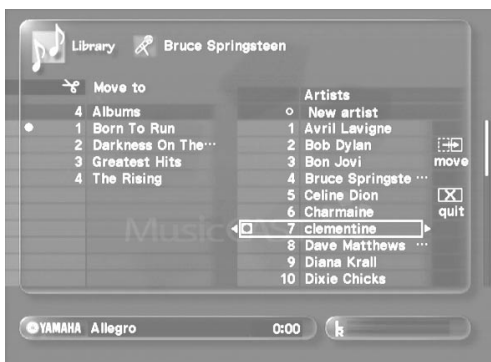 Library Bruce Springsteen
Move to
4 Albums
1 Born To Run
2 Darkness On The…
3 Greatest Hits
4 The Rising
Artists
New artist
1 Avril Lavigne
2 Bob Dylan
3 Bon Jovi
4 Bruce Springste …
5 Celine Dion
6 Charmaine
7 clementine
8 Dave Matthews …
9 Diana Krall
10 Dixie Chicks
move
quit
MusicCAST
YAMAHA Allegro 0:00